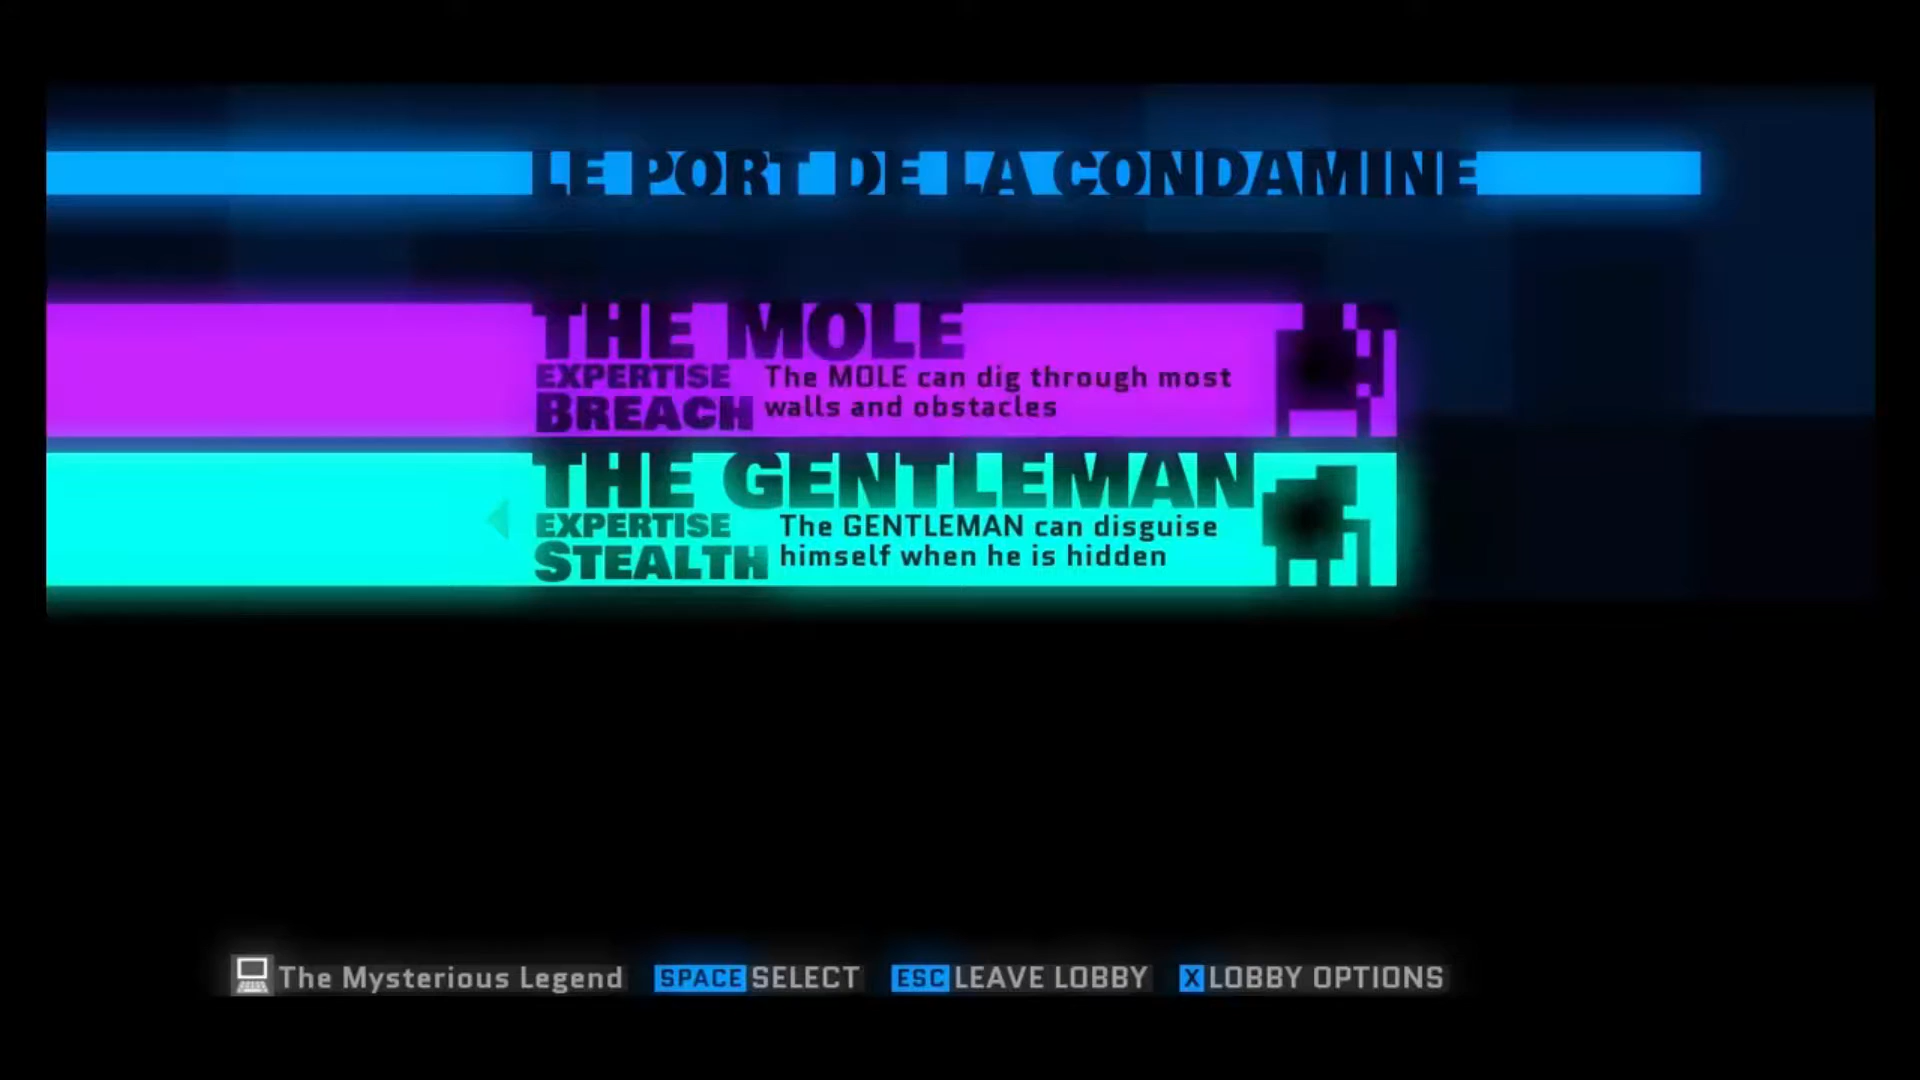 LE PORT DE LA CONDAMINE
THE MOLE
EXPERTISE
BREACH
The MOLE can dig through most
walls and obstacles
THE GENTLEMAN
EXPERTISE
STEALTH
The GENTLEMAN can disguise
himself when he is hidden
The Mysterious Legend SPACE SELECT ESC LEAVE LOBBY X LOBBY OPTIONS